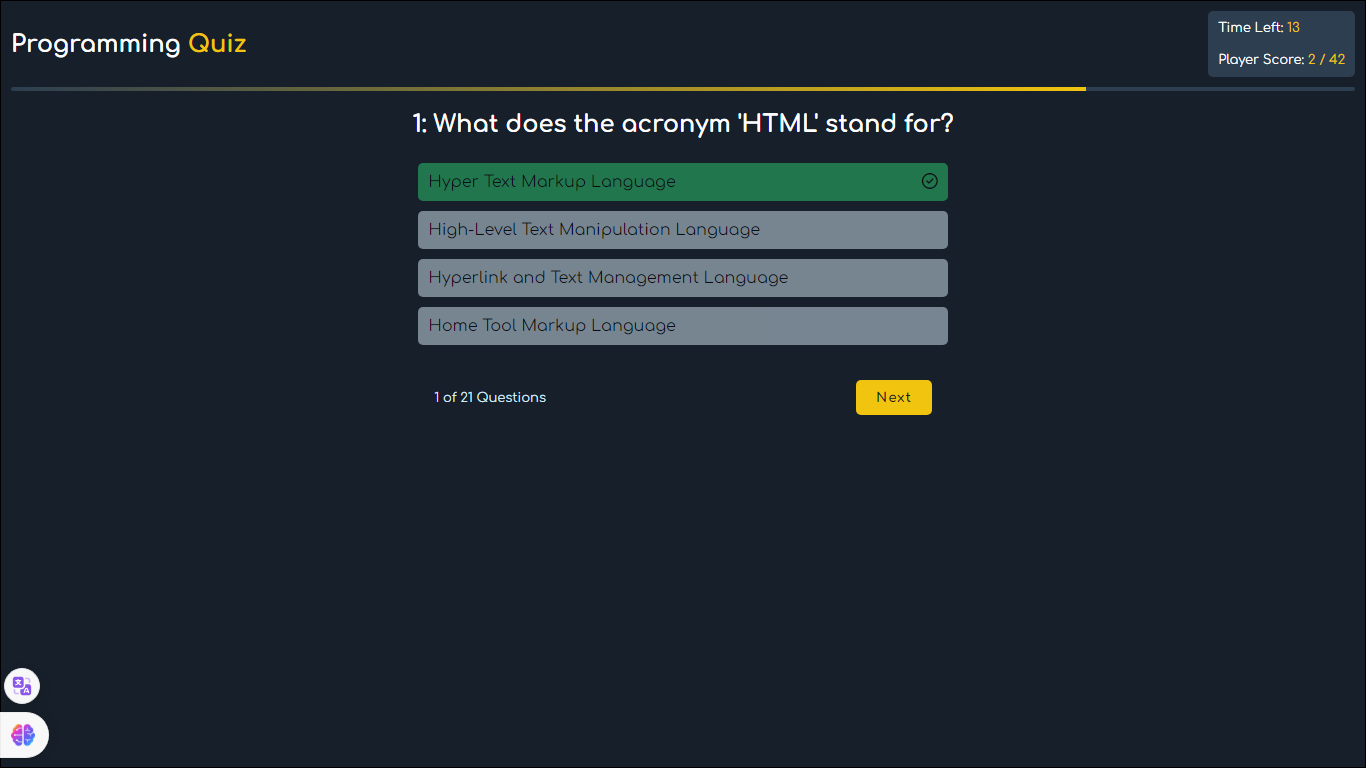 Programming Quiz
Time Left: 13
Player Score: 2 / 42
1: What does the acronym 'HTML' stand for?
Hyper Text Markup Language
High-Level Text Manipulation Language
Hyperlink and Text Management Language
Home Tool Markup Language
1 of 21 Questions
Next